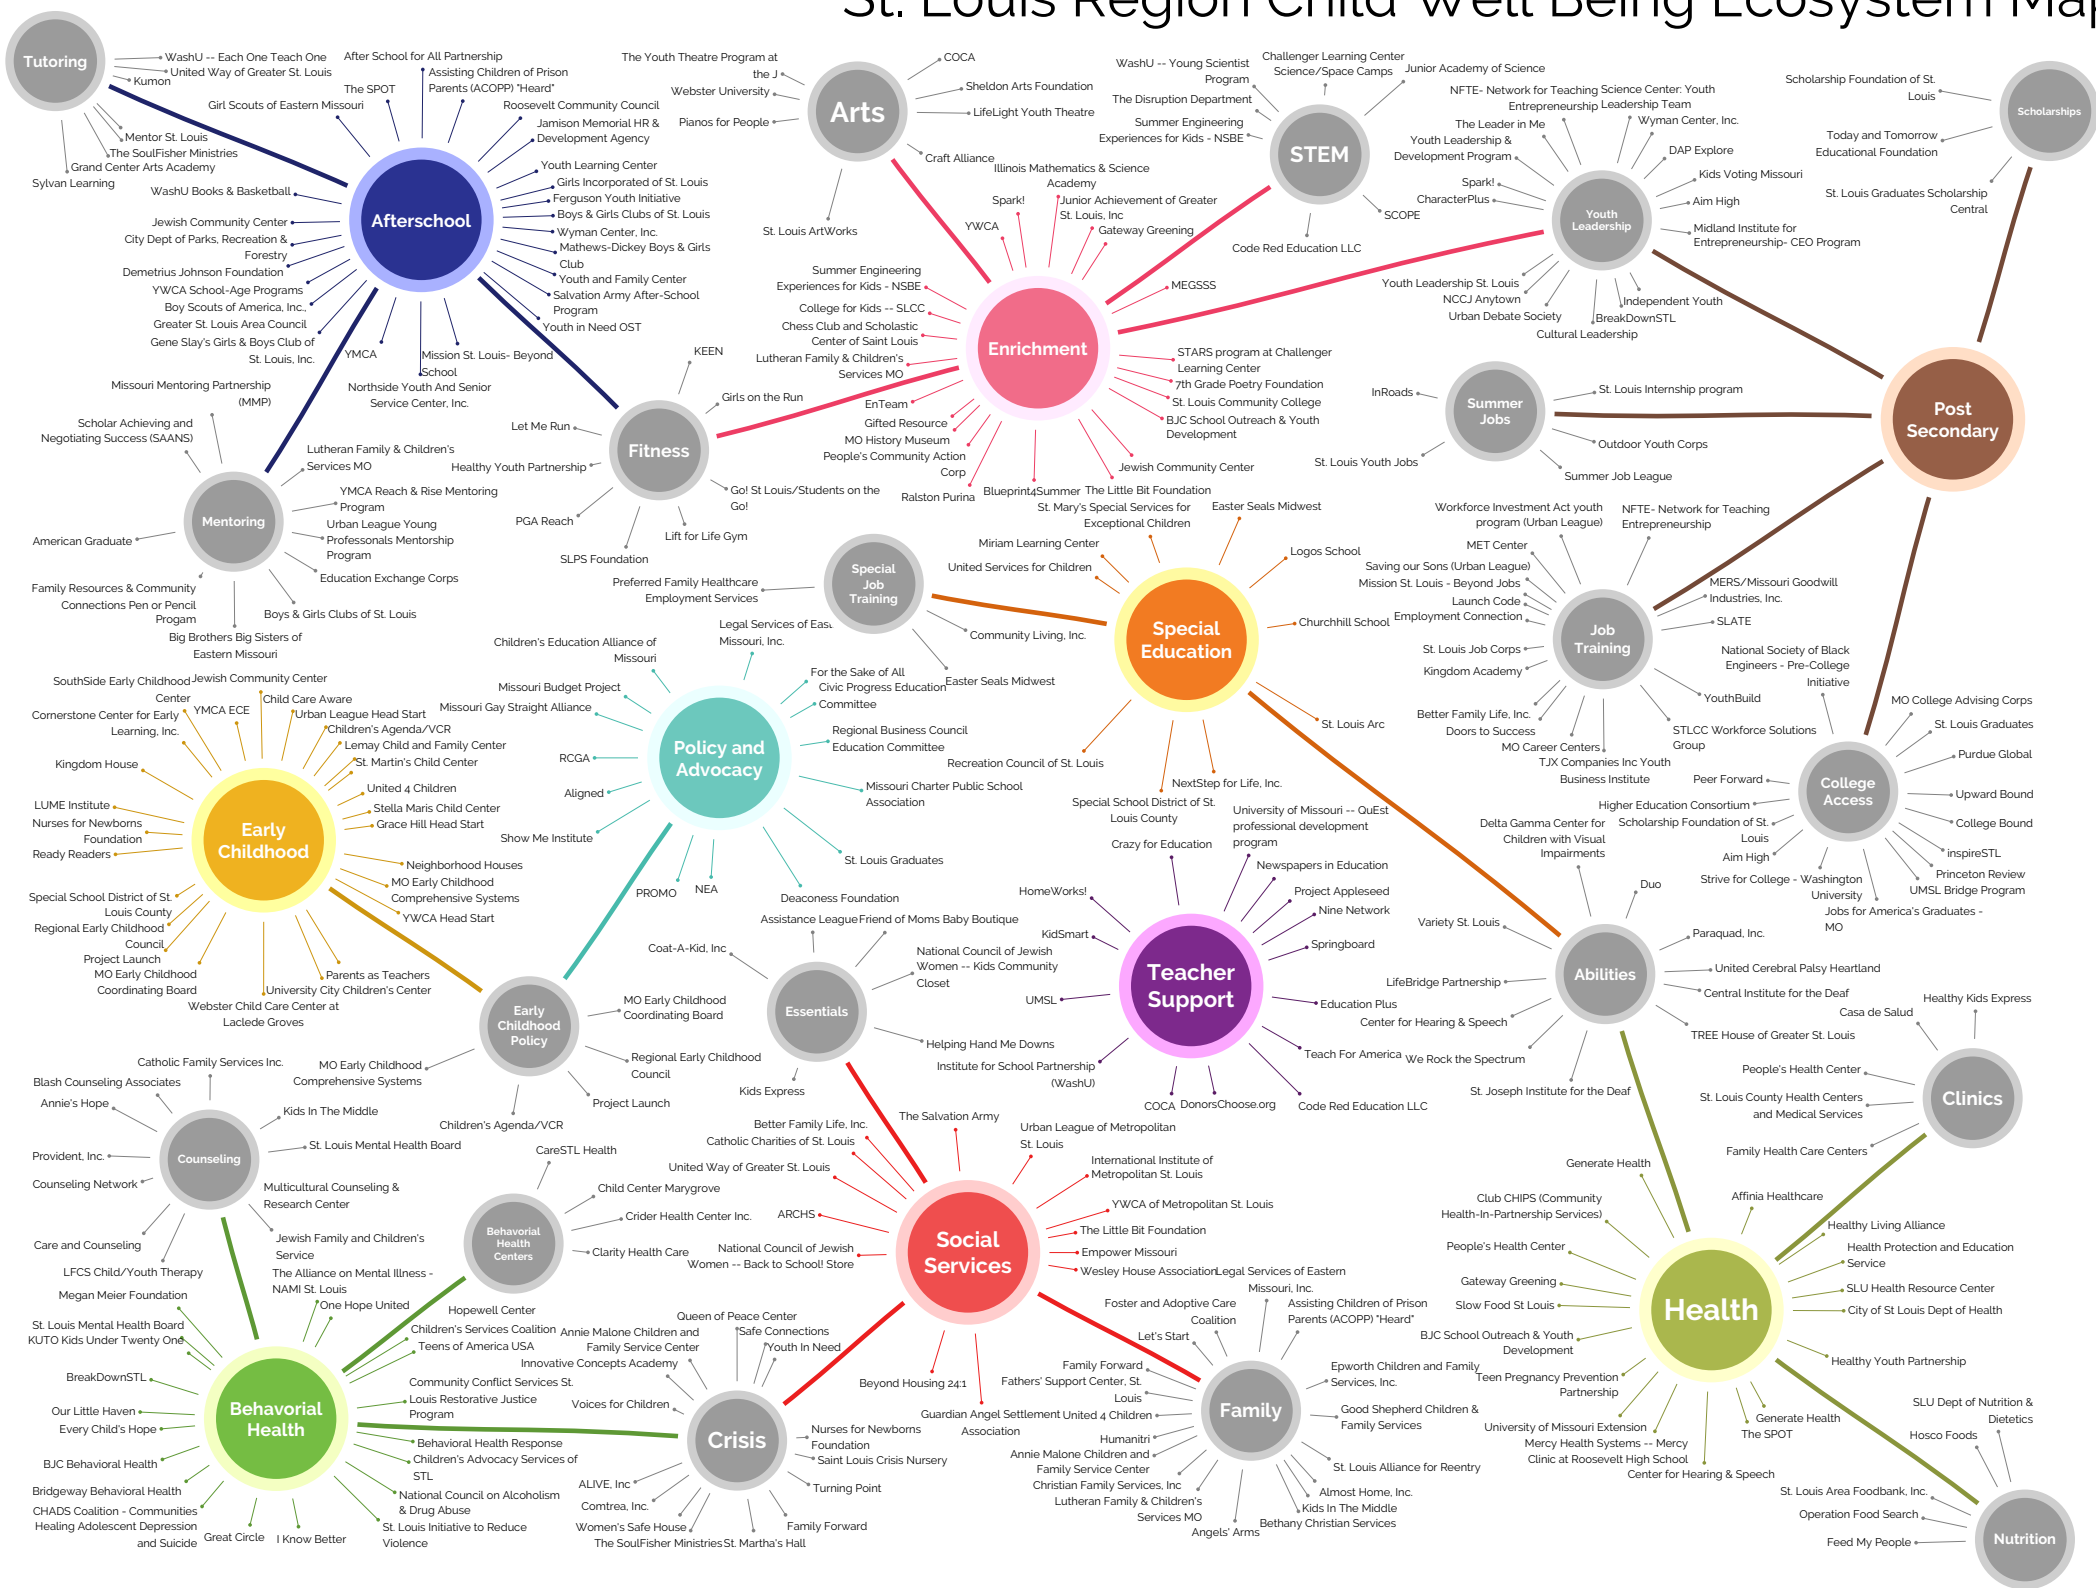 St. Louis Region Child Well Being Ecosystem Map
Tutoring
WashU -- Each One Teach One
United Way of Greater St. Louis
Kumon
Mentor St. Louis
The SoulFisher Ministries
Grand Center Arts Academy
Sylvan Learning
Afterschool
After School for All Partnership
Assisting Children of Prison
Parents (ACOPP) "Heard"
The SPOT
Girl Scouts of Eastern Missouri
Roosevelt Community Council
Jamison Memorial HR &
Development Agency
Youth Learning Center
Girls Incorporated of St. Louis
Ferguson Youth Initiative
Boys & Girls Clubs of St. Louis
Wyman Center, Inc.
Mathews-Dickey Boys & Girls
Club
Youth and Family Center
Salvation Army After-School
Program
Youth in Need OST
WashU Books & Basketball
Jewish Community Center
City Dept of Parks, Recreation &
Forestry
Demetrius Johnson Foundation
YWCA School-Age Programs
Boy Scouts of America, Inc.,
Greater St. Louis Area Council
Gene Slay's Girls & Boys Club of
St. Louis, Inc.
YMCA
Mission St. Louis- Beyond
School
Northside Youth And Senior
Service Center, Inc.
Arts
The Youth Theatre Program at
the J
Webster University
Pianos for People
COCA
Sheldon Arts Foundation
LifeLight Youth Theatre
Craft Alliance
St. Louis ArtWorks
STEM
WashU -- Young Scientist
Program
The Disruption Department
Summer Engineering
Experiences for Kids - NSBE
Challenger Learning Center
Science/Space Camps
Junior Academy of Science
SCOPE
Code Red Education LLC
Youth
Leadership
NFTE- Network for Teaching
Entrepreneurship
Science Center: Youth
Leadership Team
The Leader in Me
Youth Leadership &
Development Program
Spark!
CharacterPlus
Wyman Center, Inc.
DAP Explore
Kids Voting Missouri
Aim High
Midland Institute for
Entrepreneurship- CEO Program
Youth Leadership St. Louis
NCCJ Anytown
Urban Debate Society
Cultural Leadership
BreakDownSTL
Independent Youth
Scholarships
Scholarship Foundation of St.
Louis
Today and Tomorrow
Educational Foundation
St. Louis Graduates Scholarship
Central
Enrichment
Illinois Mathematics & Science
Academy
Spark!
YWCA
Junior Achievement of Greater
St. Louis, Inc
Gateway Greening
MEGSSS
Summer Engineering
Experiences for Kids - NSBE
College for Kids -- SLCC
Chess Club and Scholastic
Center of Saint Louis
Lutheran Family & Children's
Services MO
EnTeam
Gifted Resource
MO History Museum
People's Community Action
Corp
Ralston Purina
Blueprint4Summer
The Little Bit Foundation
Jewish Community Center
STARS program at Challenger
Learning Center
7th Grade Poetry Foundation
St. Louis Community College
BJC School Outreach & Youth
Development
Fitness
KEEN
Girls on the Run
Let Me Run
Healthy Youth Partnership
PGA Reach
SLPS Foundation
Lift for Life Gym
Go! St Louis/Students on the
Go!
Summer
Jobs
InRoads
St. Louis Youth Jobs
St. Louis Internship program
Outdoor Youth Corps
Summer Job League
Post
Secondary
Mentoring
Missouri Mentoring Partnership
(MMP)
Scholar Achieving and
Negotiating Success (SAANS)
Lutheran Family & Children's
Services MO
YMCA Reach & Rise Mentoring
Program
Urban League Young
Professonals Mentorship
Program
Education Exchange Corps
Boys & Girls Clubs of St. Louis
Big Brothers Big Sisters of
Eastern Missouri
Family Resources & Community
Connections Pen or Pencil
Progam
American Graduate
Special
Job
Training
Preferred Family Healthcare
Employment Services
Community Living, Inc.
Easter Seals Midwest
Special
Education
St. Mary's Special Services for
Exceptional Children
Easter Seals Midwest
Miriam Learning Center
United Services for Children
Logos School
Churchhill School
St. Louis Arc
NextStep for Life, Inc.
Special School District of St.
Louis County
Recreation Council of St. Louis
Job
Training
Workforce Investment Act youth
program (Urban League)
NFTE- Network for Teaching
Entrepreneurship
MET Center
Saving our Sons (Urban League)
Mission St. Louis - Beyond Jobs
Launch Code
Employment Connection
St. Louis Job Corps
Kingdom Academy
Better Family Life, Inc.
Doors to Success
MO Career Centers
TJX Companies Inc Youth
Business Institute
STLCC Workforce Solutions
Group
YouthBuild
SLATE
MERS/Missouri Goodwill
Industries, Inc.
College
Access
National Society of Black
Engineers - Pre-College
Initiative
MO College Advising Corps
St. Louis Graduates
Purdue Global
Upward Bound
College Bound
inspireSTL
Princeton Review
UMSL Bridge Program
Jobs for America's Graduates -
MO
Strive for College - Washington
University
Aim High
Scholarship Foundation of St.
Louis
Higher Education Consortium
Peer Forward
Policy and
Advocacy
Legal Services of Eas
Missouri, Inc.
Children's Education Alliance of
Missouri
Missouri Budget Project
Missouri Gay Straight Alliance
RCGA
Aligned
Show Me Institute
PROMO
NEA
Deaconess Foundation
St. Louis Graduates
Missouri Charter Public School
Association
Regional Business Council
Education Committee
Civic Progress Education
Committee
For the Sake of All
Early
Childhood
SouthSide Early Childhood
Center
Jewish Community Center
YMCA ECE
Child Care Aware
Urban League Head Start
Children's Agenda/VCR
Lemay Child and Family Center
St. Martin's Child Center
United 4 Children
Stella Maris Child Center
Grace Hill Head Start
Neighborhood Houses
MO Early Childhood
Comprehensive Systems
YWCA Head Start
Parents as Teachers
University City Children's Center
Webster Child Care Center at
Laclede Groves
MO Early Childhood
Coordinating Board
Project Launch
Regional Early Childhood
Council
Special School District of St.
Louis County
Ready Readers
Nurses for Newborns
Foundation
LUME Institute
Kingdom House
Cornerstone Center for Early
Learning, Inc.
Early
Childhood
Policy
MO Early Childhood
Coordinating Board
Regional Early Childhood
Council
Project Launch
Children's Agenda/VCR
MO Early Childhood
Comprehensive Systems
Essentials
Assistance League
Friend of Moms Baby Boutique
Coat-A-Kid, Inc
National Council of Jewish
Women -- Kids Community
Closet
Helping Hand Me Downs
Kids Express
Teacher
Support
Crazy for Education
University of Missouri -- QuEst
professional development
program
Newspapers in Education
Project Appleseed
Nine Network
Springboard
Education Plus
Teach For America
Code Red Education LLC
DonorsChoose.org
COCA
Institute for School Partnership
(WashU)
UMSL
KidSmart
HomeWorks!
Abilities
Delta Gamma Center for
Children with Visual
Impairments
Duo
Variety St. Louis
Paraquad, Inc.
United Cerebral Palsy Heartland
Central Institute for the Deaf
TREE House of Greater St. Louis
LifeBridge Partnership
Center for Hearing & Speech
We Rock the Spectrum
St. Joseph Institute for the Deaf
Clinics
Healthy Kids Express
Casa de Salud
People's Health Center
St. Louis County Health Centers
and Medical Services
Family Health Care Centers
Counseling
Catholic Family Services Inc.
Blash Counseling Associates
Annie's Hope
Kids In The Middle
St. Louis Mental Health Board
Provident, Inc.
Counseling Network
Multicultural Counseling &
Research Center
Jewish Family and Children's
Service
Care and Counseling
LFCS Child/Youth Therapy
Behavorial
Health
Centers
CareSTL Health
Child Center Marygrove
Crider Health Center Inc.
Clarity Health Care
Behavorial
Health
The Alliance on Mental Illness -
NAMI St. Louis
Megan Meier Foundation
One Hope United
Hopewell Center
St. Louis Mental Health Board
KUTO Kids Under Twenty One
Children's Services Coalition
Teens of America USA
BreakDownSTL
Community Conflict Services St.
Louis Restorative Justice
Program
Our Little Haven
Every Child's Hope
Behavioral Health Response
Children's Advocacy Services of
STL
BJC Behavioral Health
Bridgeway Behavioral Health
National Council on Alcoholism
& Drug Abuse
CHADS Coalition - Communities
Healing Adolescent Depression
and Suicide
St. Louis Initiative to Reduce
Violence
Great Circle
I Know Better
Social
Services
The Salvation Army
Better Family Life, Inc.
Catholic Charities of St. Louis
United Way of Greater St. Louis
ARCHS
National Council of Jewish
Women -- Back to School! Store
Urban League of Metropolitan
St. Louis
International Institute of
Metropolitan St. Louis
YWCA of Metropolitan St. Louis
The Little Bit Foundation
Empower Missouri
Wesley House Association
Beyond Housing 24:1
Guardian Angel Settlement
Association
Crisis
Queen of Peace Center
Safe Connections
Youth In Need
Annie Malone Children and
Family Service Center
Innovative Concepts Academy
Voices for Children
Nurses for Newborns
Foundation
Saint Louis Crisis Nursery
Turning Point
ALIVE, Inc
Comtrea, Inc.
Women's Safe House
The SoulFisher Ministries
St. Martha's Hall
Family Forward
Family
Legal Services of Eastern
Missouri, Inc.
Foster and Adoptive Care
Coalition
Assisting Children of Prison
Parents (ACOPP) "Heard"
Let's Start
Family Forward
Fathers' Support Center, St.
Louis
United 4 Children
Humanitri
Annie Malone Children and
Family Service Center
Christian Family Services, Inc
Lutheran Family & Children's
Services MO
Angels' Arms
Epworth Children and Family
Services, Inc.
Good Shepherd Children &
Family Services
St. Louis Alliance for Reentry
Almost Home, Inc.
Kids In The Middle
Bethany Christian Services
Health
Generate Health
Club CHIPS (Community
Health-In-Partnership Services)
Affinia Healthcare
Healthy Living Alliance
Health Protection and Education
Service
SLU Health Resource Center
City of St Louis Dept of Health
People's Health Center
Gateway Greening
Slow Food St Louis
BJC School Outreach & Youth
Development
Teen Pregnancy Prevention
Partnership
University of Missouri Extension
Mercy Health Systems -- Mercy
Clinic at Roosevelt High School
Center for Hearing & Speech
The SPOT
Generate Health
Healthy Youth Partnership
Nutrition
SLU Dept of Nutrition &
Dietetics
Hosco Foods
St. Louis Area Foodbank, Inc.
Operation Food Search
Feed My People